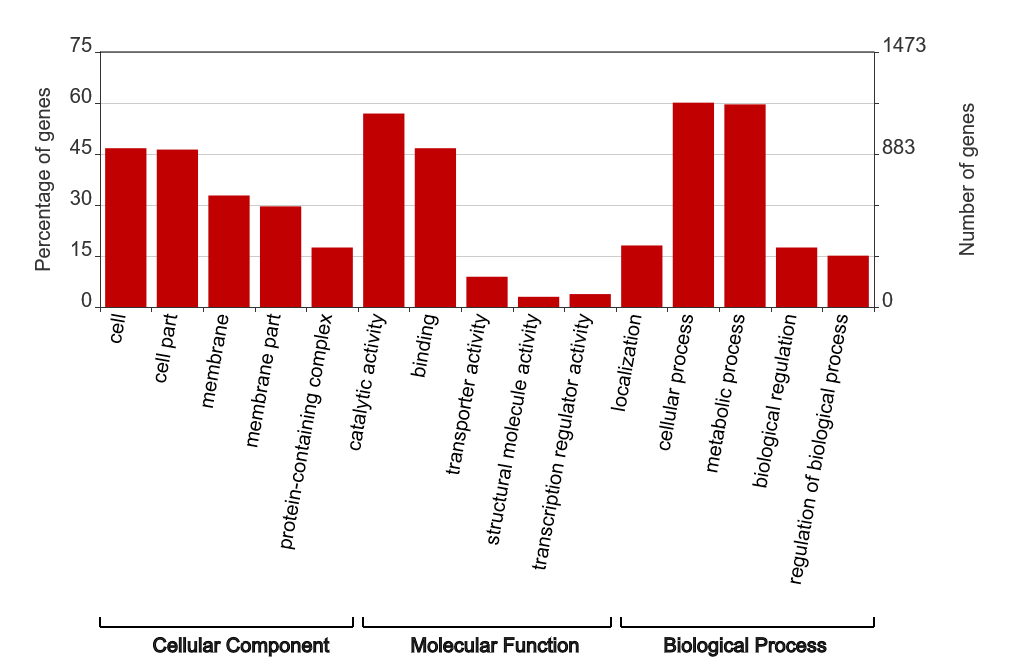 75
60
45
30
15
0
Percentage of genes
1473
883
0
Number of genes
cell
cell part
membrane
membrane part
protein-containing complex
catalytic activity
binding
transporter activity
structural molecule activity
transcription regulator activity
localization
cellular process
metabolic process
biological regulation
regulation of biological process
Cellular Component
Molecular Function
Biological Process